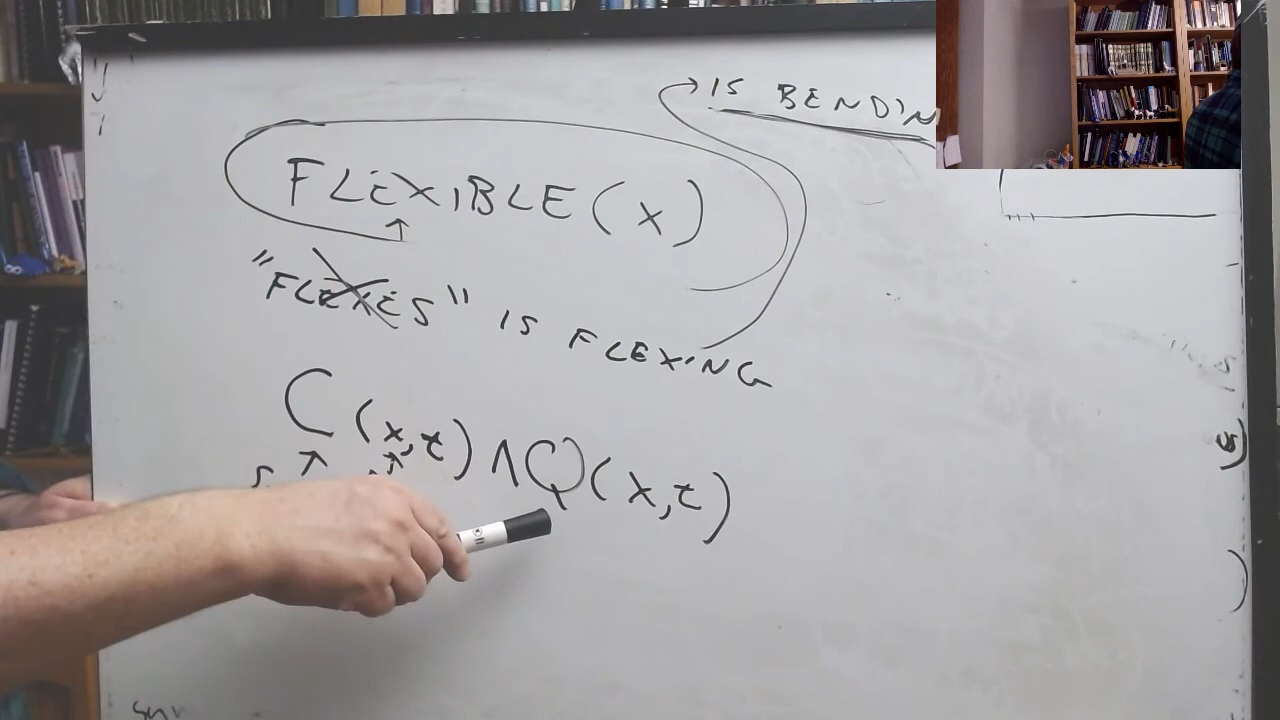 IS BENDIN
FLEXIBLE(x)
"FLEXES" IS FLEXING
C(x,t) ∧ Q(x,t)